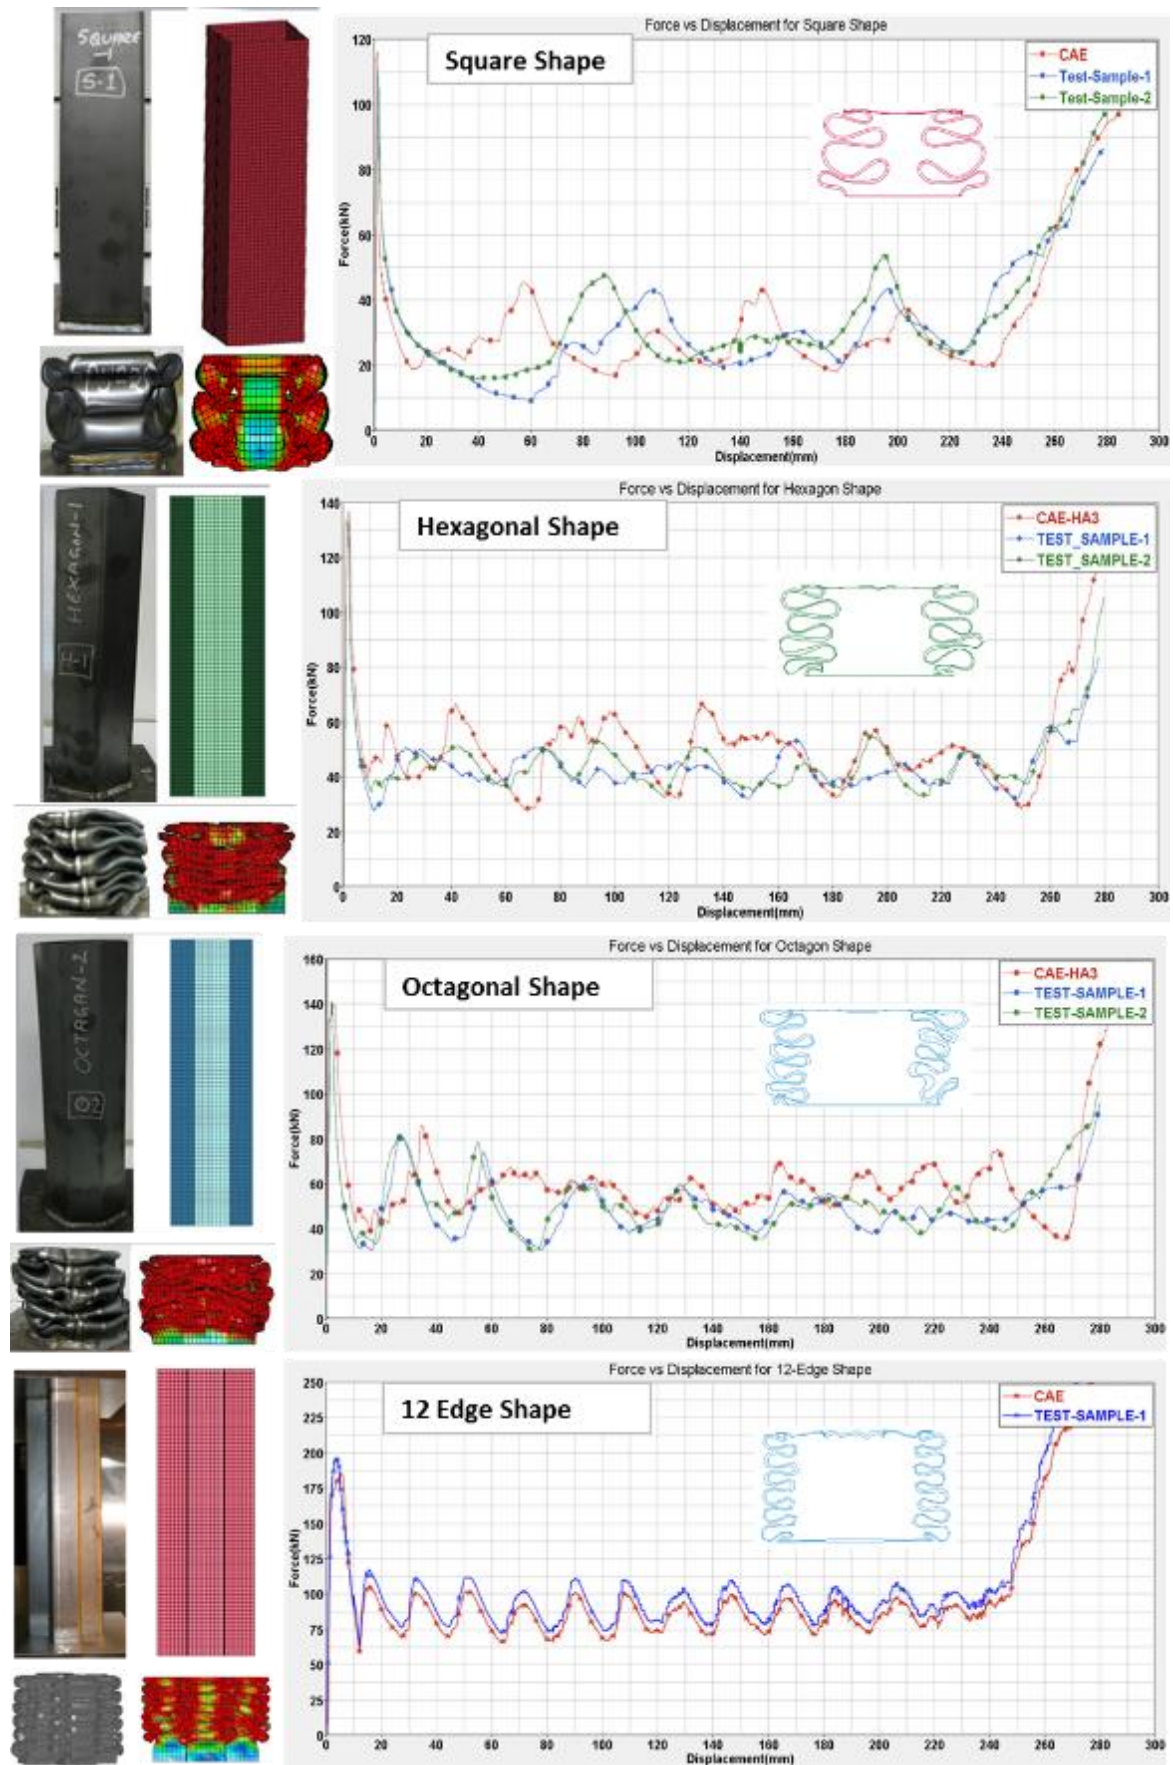 SQUARE
-1
S-1
Force vs Displacement for Square Shape
Square Shape
CAE
Test-Sample-1
Test-Sample-2
Force(kN)
120
100
80
60
40
20
0
0 20 40 60 80 100 120 140 160 180 200 220 240 260 280 300
Displacement(mm)
HEXAGON-1
Force vs Displacement for Hexagon Shape
Hexagonal Shape
CAE-HA3
TEST_SAMPLE-1
TEST_SAMPLE-2
Force(kN)
140
120
100
80
60
40
20
0
0 20 40 60 80 100 120 140 160 180 200 220 240 260 280 300
Displacement(mm)
OCTAGAN-2
O2
Force vs Displacement for Octagon Shape
Octagonal Shape
CAE-HA3
TEST-SAMPLE-1
TEST-SAMPLE-2
Force(kN)
160
140
120
100
80
60
40
20
0
0 20 40 60 80 100 120 140 160 180 200 220 240 260 280 300
Displacement(mm)
Force vs Displacement for 12-Edge Shape
12 Edge Shape
CAE
TEST-SAMPLE-1
Force(kN)
250
225
200
175
150
125
100
75
50
25
0
0 20 40 60 80 100 120 140 160 180 200 220 240 260 280 300
Displacement(mm)